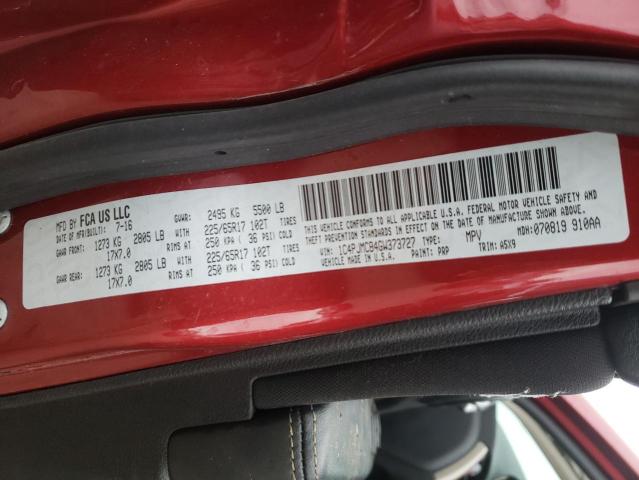 MFD BY FCA US LLC
DATE OF MFR(BUILT): 7-16
GVWR: 2495 KG 5500 LB
GAWR FRONT: 1273 KG 2805 LB WITH 225/65R17 102T TIRES
17X7.0 RIMS AT 250 KPA ( 36 PSI) COLD
GAWR REAR: 1273 KG 2805 LB WITH 225/65R17 102T TIRES
17X7.0 RIMS AT 250 KPA ( 36 PSI) COLD
THIS VEHICLE CONFORMS TO ALL APPLICABLE U.S.A. FEDERAL MOTOR VEHICLE SAFETY AND
STANDARDS IN EFFECT ON THE DATE OF MANUFACTURE SHOWN ABOVE.
VIN: 1C4PJMCB4GW373727 MPV MDH: 070819 910AA
VEHICLE MADE IN U.S.A. PAINT: PRP TRIM: A5X9